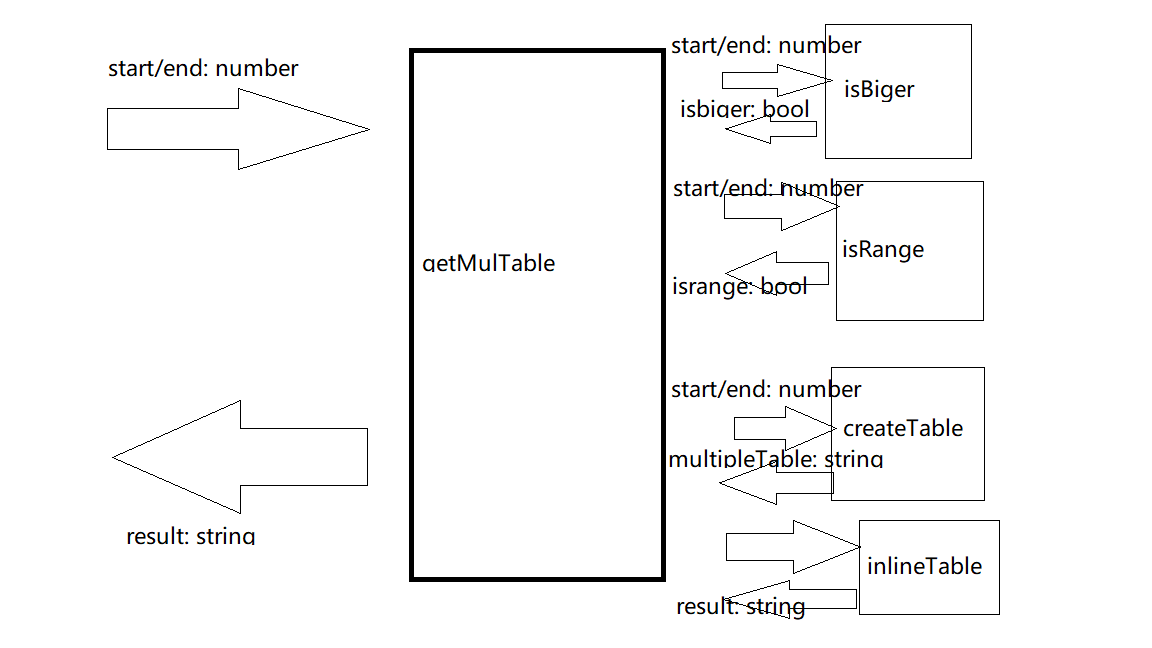 start/end: number
result: string
getMulTable
start/end: number
isbiger: bool
isBiger
start/end: number
isrange: bool
isRange
start/end: number
multipleTable: string
createTable
result: string
inlineTable